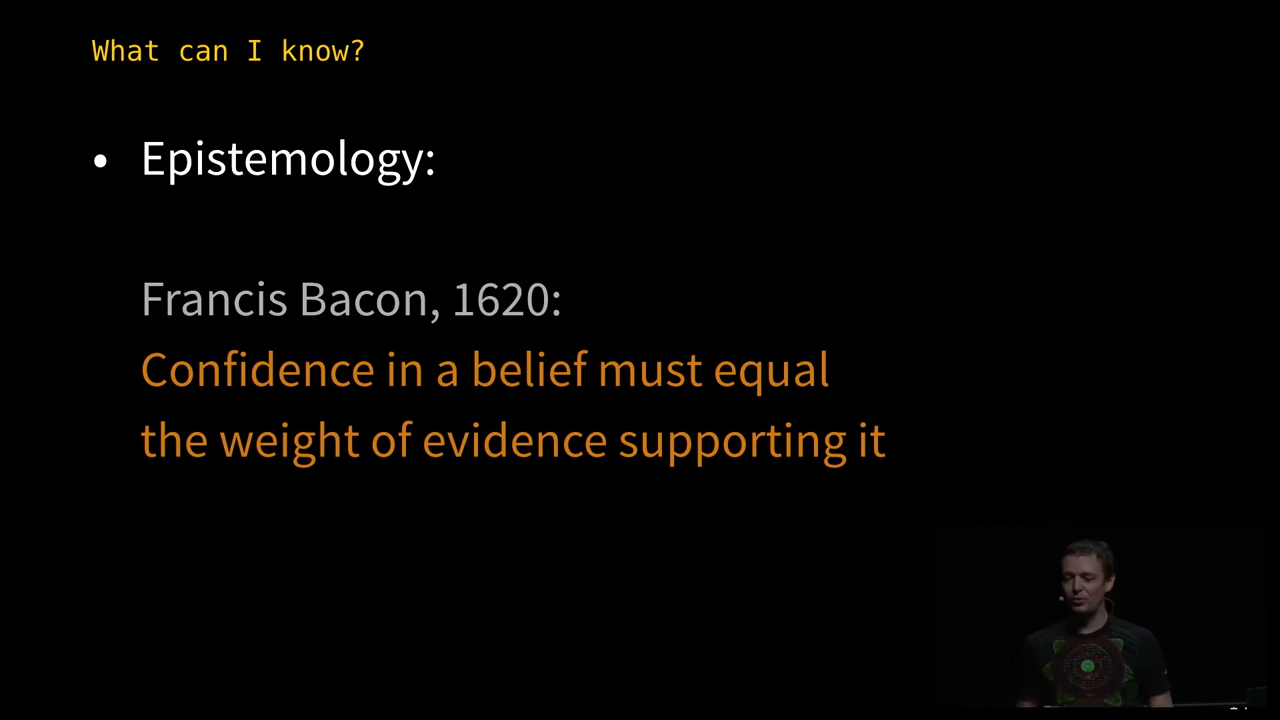 What can I know?
• Epistemology:
Francis Bacon, 1620:
Confidence in a belief must equal
the weight of evidence supporting it